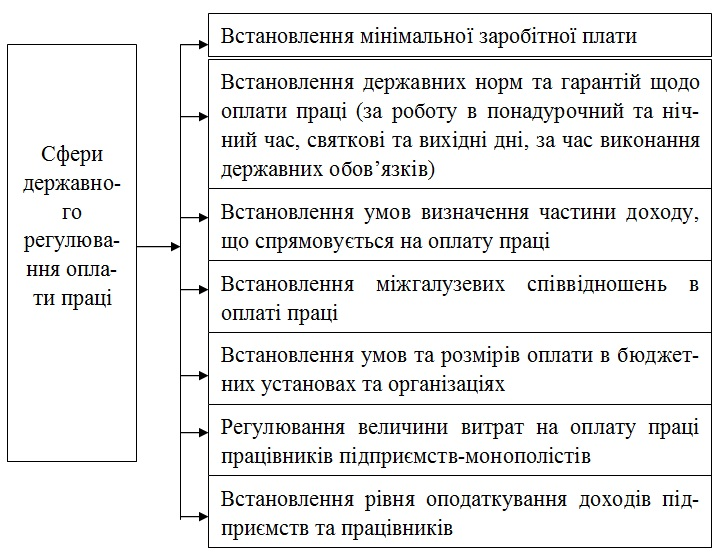 Сфери
державно-
го
регулюва-
ння опла-
ти праці
Встановлення мінімальної заробітної плати
Встановлення державних норм та гарантій щодо
оплати праці (за роботу в понадурочний та ніч-
ний час, святкові та вихідні дні, за час виконання
державних обов’язків)
Встановлення умов визначення частини доходу,
що спрямовується на оплату праці
Встановлення міжгалузевих співвідношень в
оплаті праці
Встановлення умов та розмірів оплати в бюджет-
них установах та організаціях
Регулювання величини витрат на оплату праці
працівників підприємств-монополістів
Встановлення рівня оподаткування доходів під-
приємств та працівників